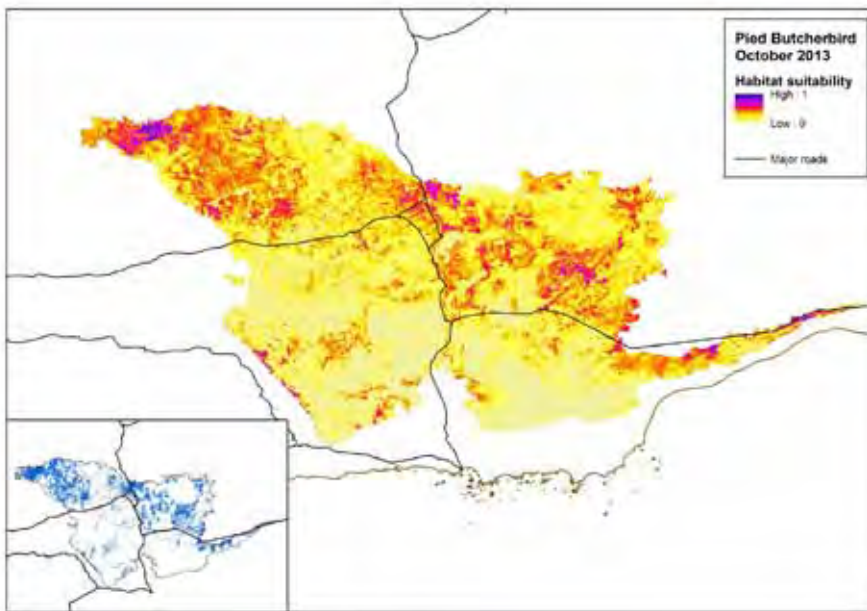 Pied Butcherbird
October 2013
Habitat suitability
High : 1
Low : 0
Major roads